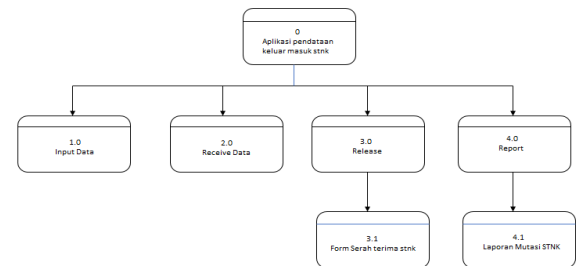 0
Aplikasi pendataan
keluar masuk stnk
1.0
Input Data
2.0
Receive Data
3.0
Release
4.0
Report
3.1
Form Serah terima stnk
4.1
Laporan Mutasi STNK